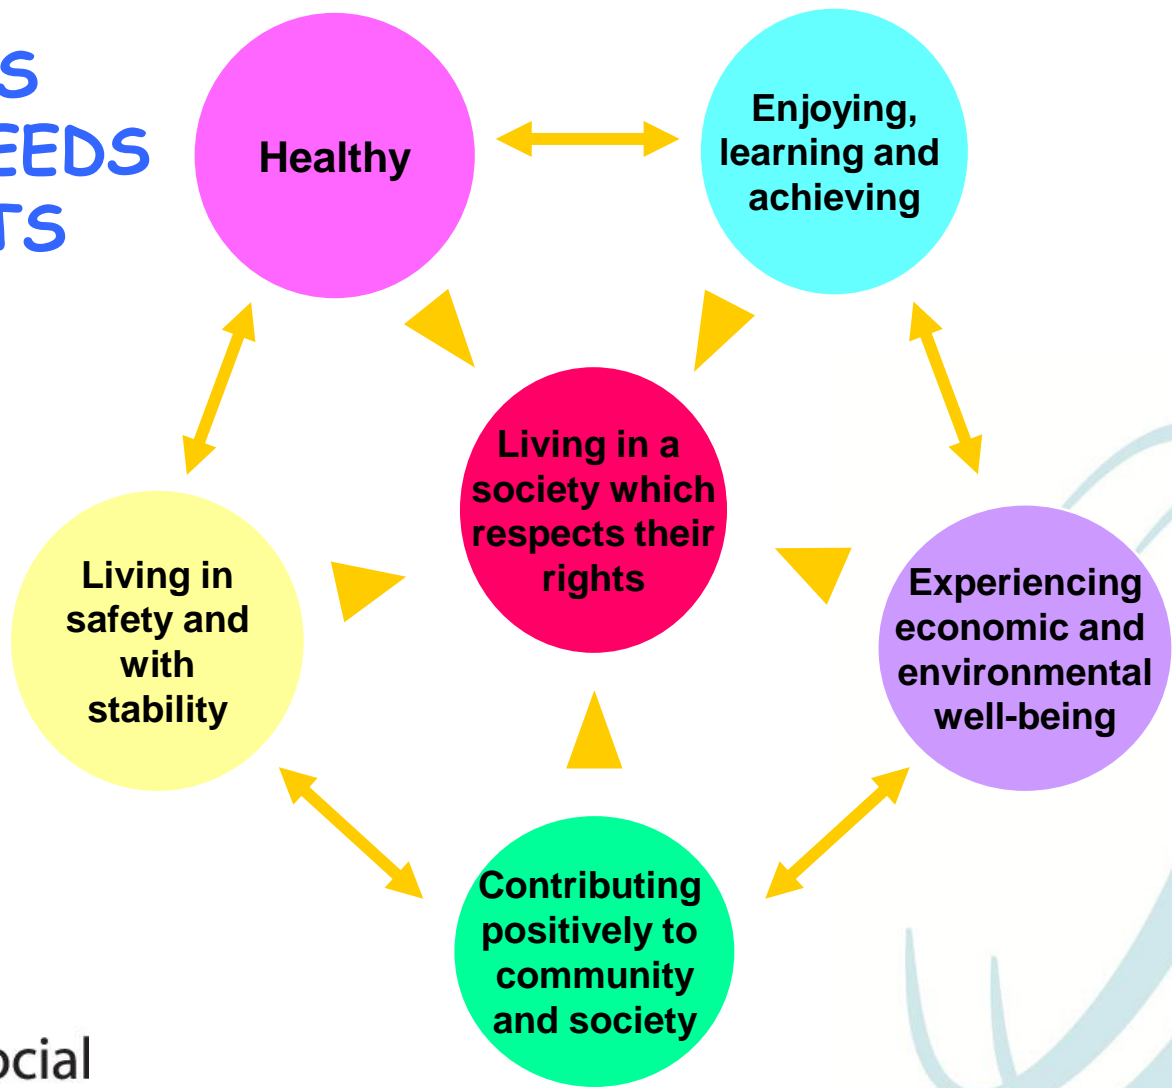 S
EEDS
TS
Healthy
Enjoying,
learning and
achieving
Living in a
society which
respects their
rights
Living in
safety and
with
stability
Experiencing
economic and
environmental
well-being
Contributing
positively to
community
and society
ocial